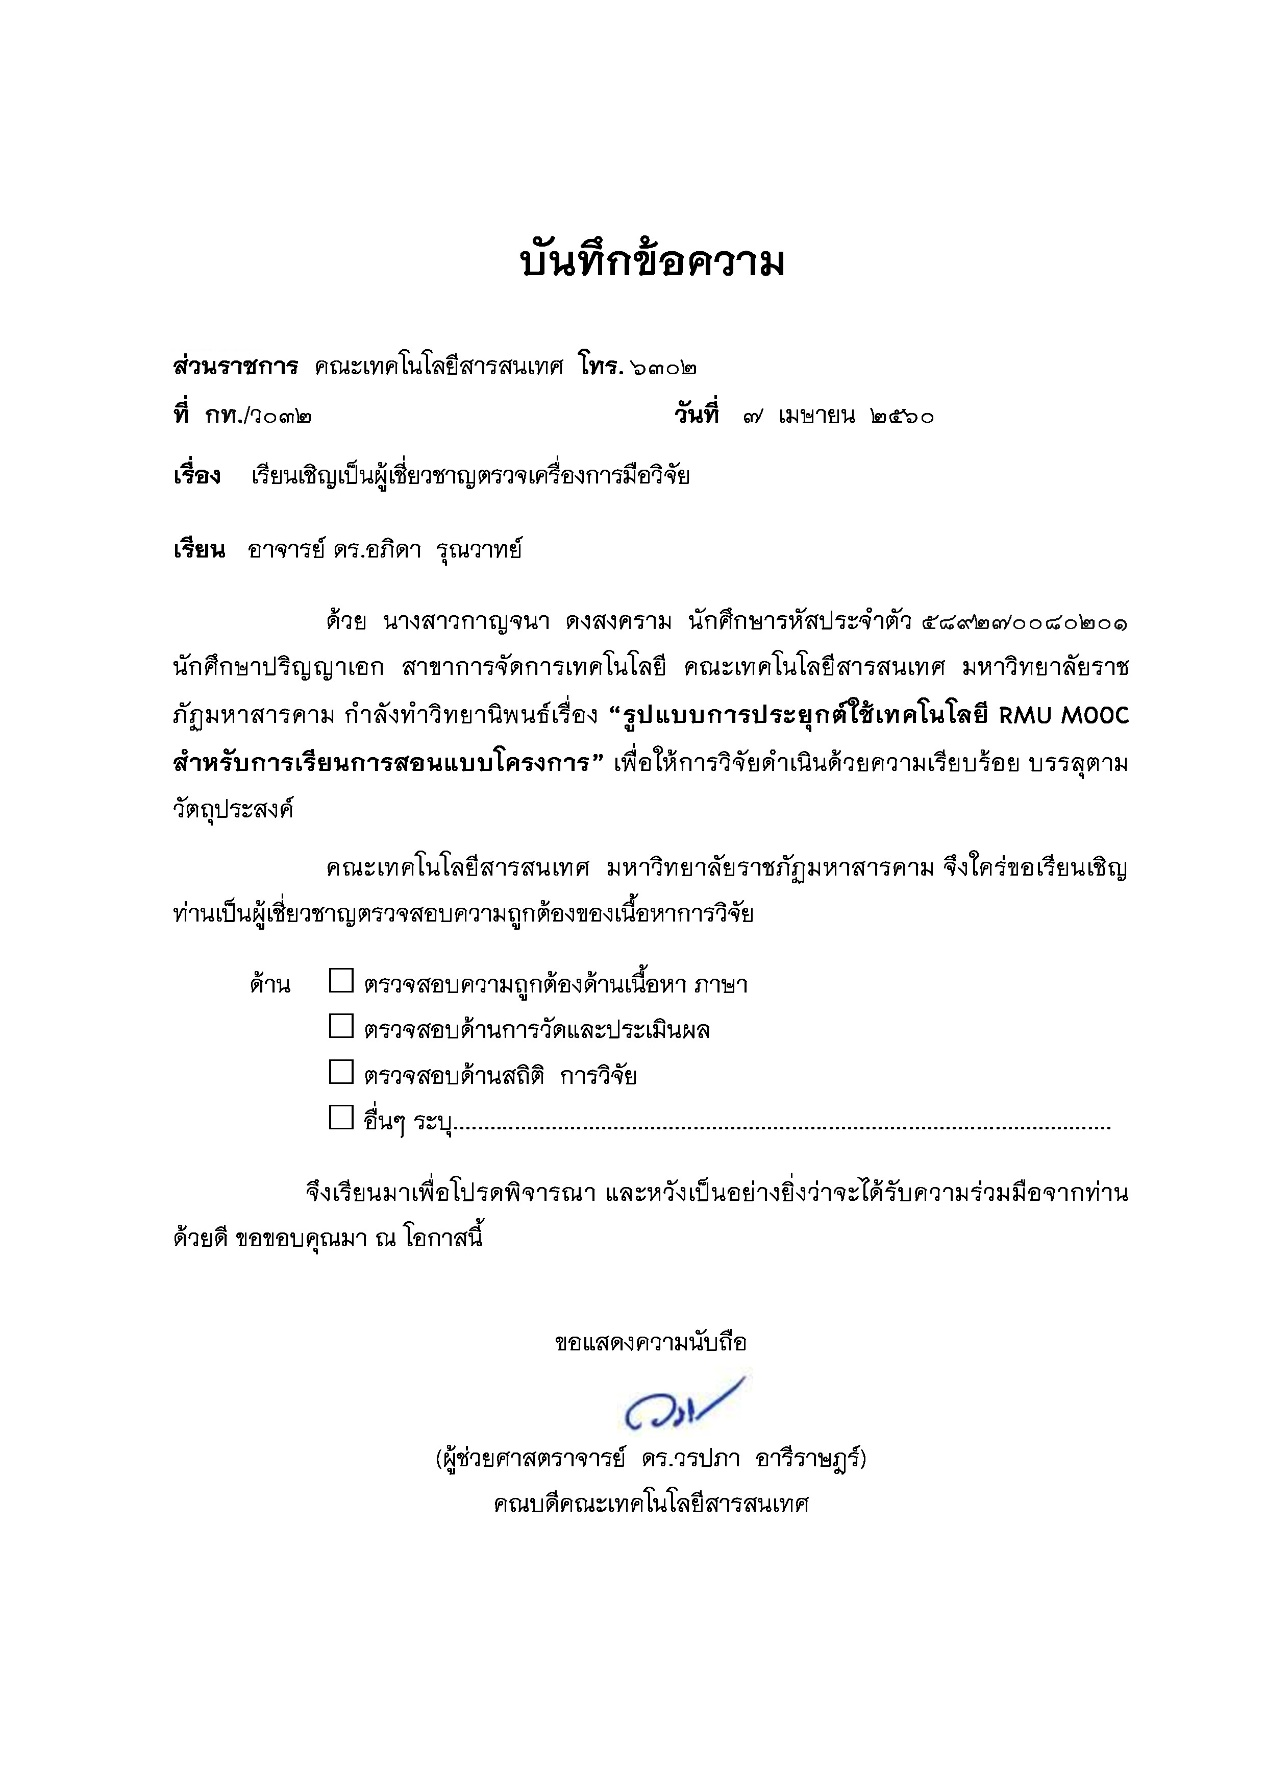 บันทึกข้อความ
ส่วนราชการ คณะเทคโนโลยีสารสนเทศ โทร. ๖๓๐๒
ที่ กท./ว๐๓๒ วันที่ ๗ เมษายน ๒๕๖๐
เรื่อง เรียนเชิญเป็นผู้เชี่ยวชาญตรวจเครื่องการมือวิจัย
เรียน อาจารย์ ดร.อภิดา รุณวาทย์
ด้วย นางสาวกาญจนา ดงสงคราม นักศึกษารหัสประจำตัว ๕๘๙๒๗๐๐๘๐๒๐๑
นักศึกษาปริญญาเอก สาขาการจัดการเทคโนโลยี คณะเทคโนโลยีสารสนเทศ มหาวิทยาลัยราช
ภัฏมหาสารคาม กำลังทำวิทยานิพนธ์เรื่อง “รูปแบบการประยุกต์ใช้เทคโนโลยี RMU MOOC
สำหรับการเรียนการสอนแบบโครงการ” เพื่อให้การวิจัยดำเนินด้วยความเรียบร้อย บรรลุตาม
วัตถุประสงค์
คณะเทคโนโลยีสารสนเทศ มหาวิทยาลัยราชภัฏมหาสารคาม จึงใคร่ขอเรียนเชิญ
ท่านเป็นผู้เชี่ยวชาญตรวจสอบความถูกต้องของเนื้อหาการวิจัย
ด้าน ☐ ตรวจสอบความถูกต้องด้านเนื้อหา ภาษา
☐ ตรวจสอบด้านการวัดและประเมินผล
☐ ตรวจสอบด้านสถิติ การวิจัย
☐ อื่นๆ ระบุ..........................................................................................................
จึงเรียนมาเพื่อโปรดพิจารณา และหวังเป็นอย่างยิ่งว่าจะได้รับความร่วมมือจากท่าน
ด้วยดี ขอขอบคุณมา ณ โอกาสนี้
ขอแสดงความนับถือ
(ผู้ช่วยศาสตราจารย์ ดร.วรปภา อารีราษฎร์)
คณบดีคณะเทคโนโลยีสารสนเทศ